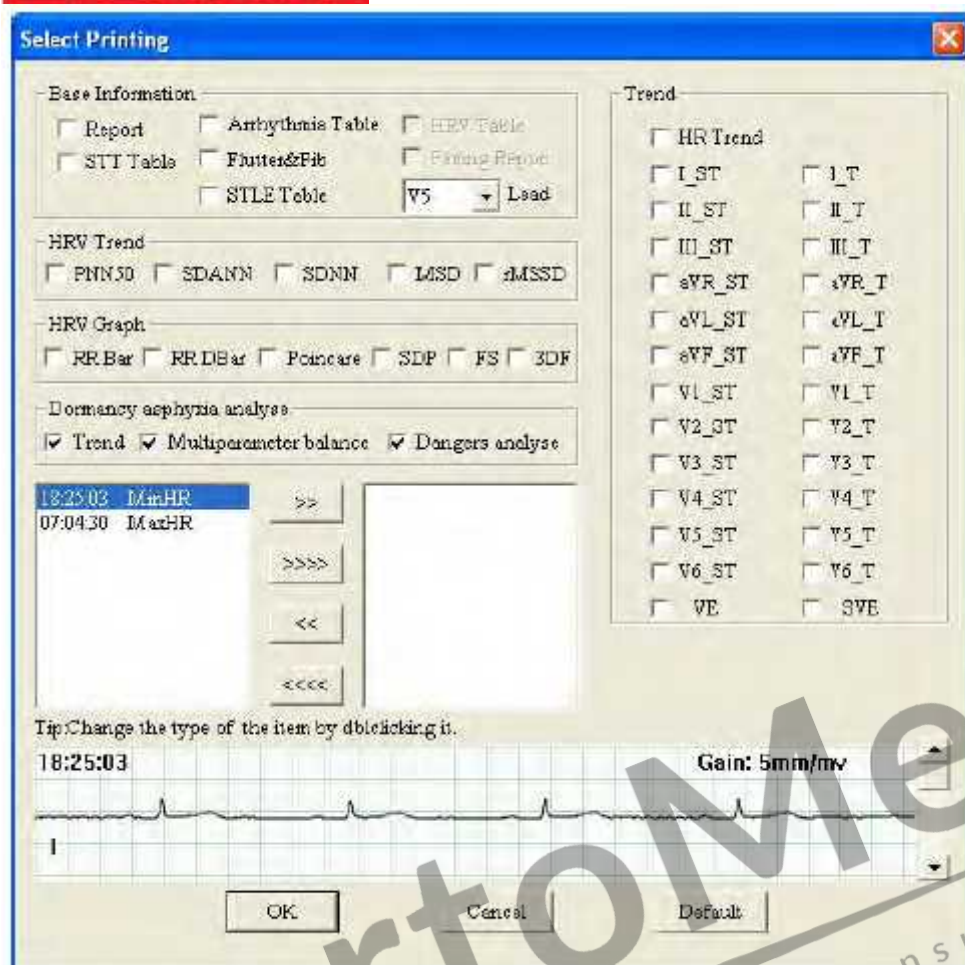 Select Printing
Base Information
Report
Arrhythmia Table
HRV Table
STT Table
Flutter&Fib
Pacing Report
STLE Table
V5
Lead
HRV Trend
PNN50 SDANN SDNN MSD rMSSD
HRV Graph
RR Bar RR DBar Poincare SDP FS 3DF
Dormancy asphyxia analyse
Trend Multiparameter balance Dangers analyse
18:25:03 MinHR
07:04:30 MaxHR
>>
>>>>
<<
<<<<
Trend
HR Trend
I_ST I_T
II_ST II_T
III_ST III_T
aVR_ST aVR_T
aVL_ST aVL_T
aVF_ST aVF_T
V1_ST V1_T
V2_ST V2_T
V3_ST V3_T
V4_ST V4_T
V5_ST V5_T
V6_ST V6_T
VE SVE
Tip:Change the type of the item by dblclicking it.
18:25:03 Gain: 5mm/mv
I
OK Cancel Default
rtoMe